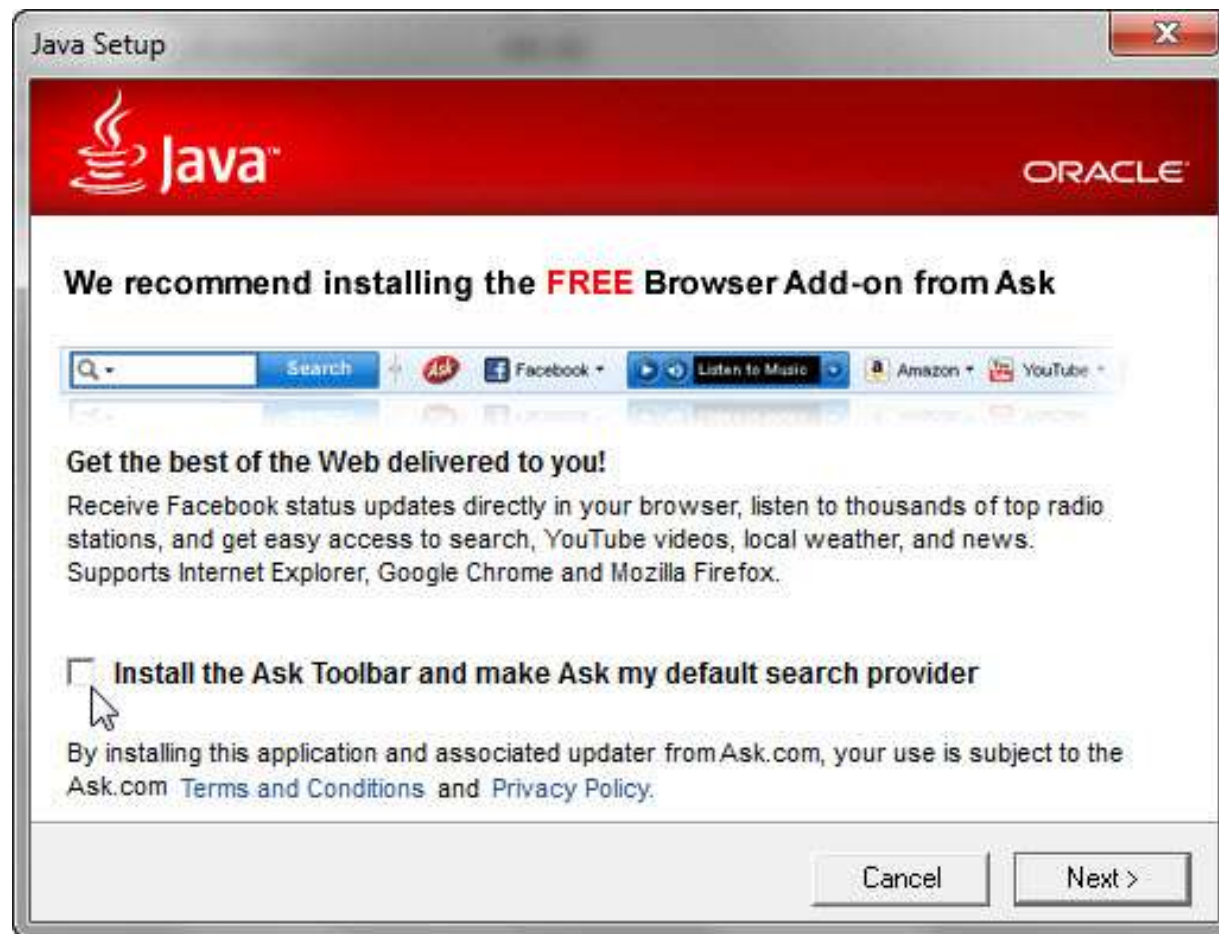 Java Setup
Java™
ORACLE
We recommend installing the FREE Browser Add-on from Ask
Search Ask Facebook Listen to Music Amazon YouTube
Get the best of the Web delivered to you!
Receive Facebook status updates directly in your browser, listen to thousands of top radio
stations, and get easy access to search, YouTube videos, local weather, and news.
Supports Internet Explorer, Google Chrome and Mozilla Firefox.
Install the Ask Toolbar and make Ask my default search provider
By installing this application and associated updater from Ask.com, your use is subject to the
Ask.com Terms and Conditions and Privacy Policy.
Cancel Next >